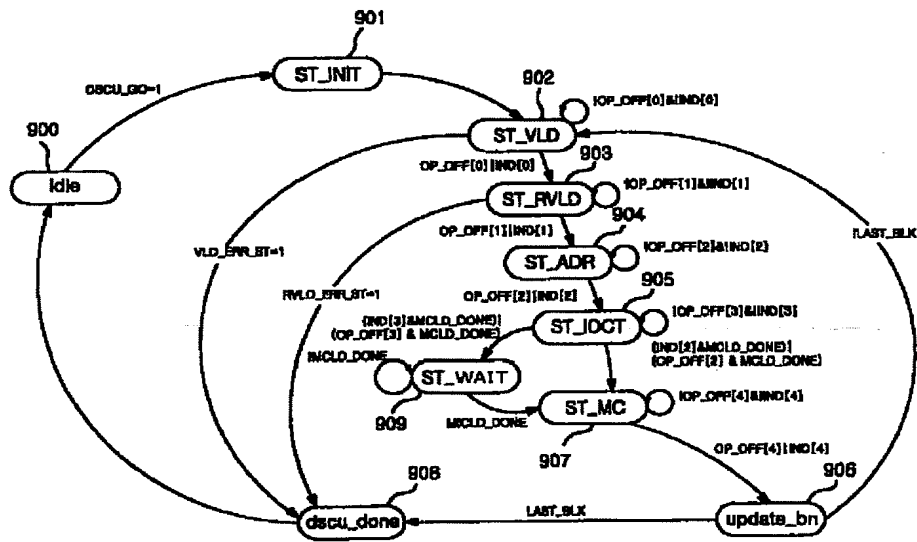 901
ST_INIT
DSCU_GO=1
902
!OP_OFF[0]&!IND[0]
900
ST_VLD
OP_OFF[0]|IND[0]
903
Idle
ST_RVLD
!OP_OFF[1]&!IND[1]
OP_OFF[1]|IND[1]
904
!LAST_BLK
VLD_ERR_ST=1
ST_ADR
!OP_OFF[2]&!IND[2]
RVLD_ERR_ST=1
OP_OFF[2]|IND[2]
905
(IND[3]&MCLD_DONE)|
(OP_OFF[3] & MCLD_DONE)
ST_IDCT
!OP_OFF[3]&!IND[3]
(IND[2]&MCLD_DONE)|
(OP_OFF[2] & MCLD_DONE)
!MCLD_DONE
ST_WAIT
909
MCLD_DONE
ST_MC
!OP_OFF[4]&!IND[4]
907
OP_OFF[4]|IND[4]
908
906
dscu_done
LAST_BLK
update_bn